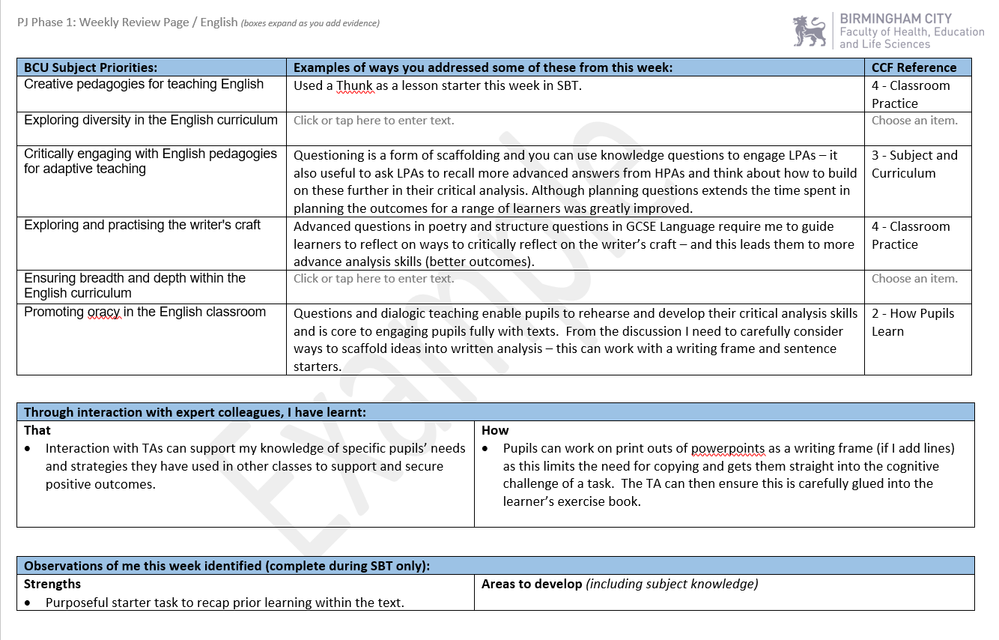 PJ Phase 1: Weekly Review Page / English (boxes expand as you add evidence)
BIRMINGHAM CITY
Faculty of Health, Education
and Life Sciences
BCU Subject Priorities:
Examples of ways you addressed some of these from this week:
CCF Reference
Creative pedagogies for teaching English
Used a Thunk as a lesson starter this week in SBT.
4 - Classroom
Practice
Exploring diversity in the English curriculum
Click or tap here to enter text.
Choose an item.
Critically engaging with English pedagogies
for adaptive teaching
Questioning is a form of scaffolding and you can use knowledge questions to engage LPAs – it
also useful to ask LPAs to recall more advanced answers from HPAs and think about how to build
on these further in their critical analysis. Although planning questions extends the time spent in
planning the outcomes for a range of learners was greatly improved.
3 - Subject and
Curriculum
Exploring and practising the writer's craft
Advanced questions in poetry and structure questions in GCSE Language require me to guide
learners to reflect on ways to critically reflect on the writer’s craft – and this leads them to more
advance analysis skills (better outcomes).
4 - Classroom
Practice
Ensuring breadth and depth within the
English curriculum
Click or tap here to enter text.
Choose an item.
Promoting oracy in the English classroom
Questions and dialogic teaching enable pupils to rehearse and develop their critical analysis skills
and is core to engaging pupils fully with texts.  From the discussion I need to carefully consider
ways to scaffold ideas into written analysis – this can work with a writing frame and sentence
starters.
2 - How Pupils
Learn
Example
Through interaction with expert colleagues, I have learnt:
That
• Interaction with TAs can support my knowledge of specific pupils’ needs
and strategies they have used in other classes to support and secure
positive outcomes.
How
• Pupils can work on print outs of powerpoints as a writing frame (if I add lines)
as this limits the need for copying and gets them straight into the cognitive
challenge of a task.  The TA can then ensure this is carefully glued into the
learner’s exercise book.
Observations of me this week identified (complete during SBT only):
Strengths
• Purposeful starter task to recap prior learning within the text.
Areas to develop (including subject knowledge)